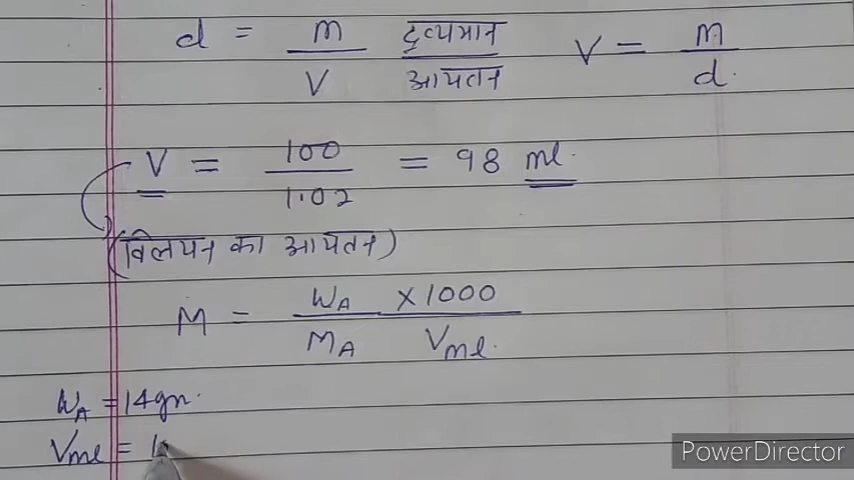 d = m / V द्रव्यमान / आयतन V = m / d.
V = 100 / 1.02 = 98 ml.
(विलयन का आयतन)
M = WA × 1000 / MA Vml.
WA = 14gm.
Vml = 1
PowerDirector